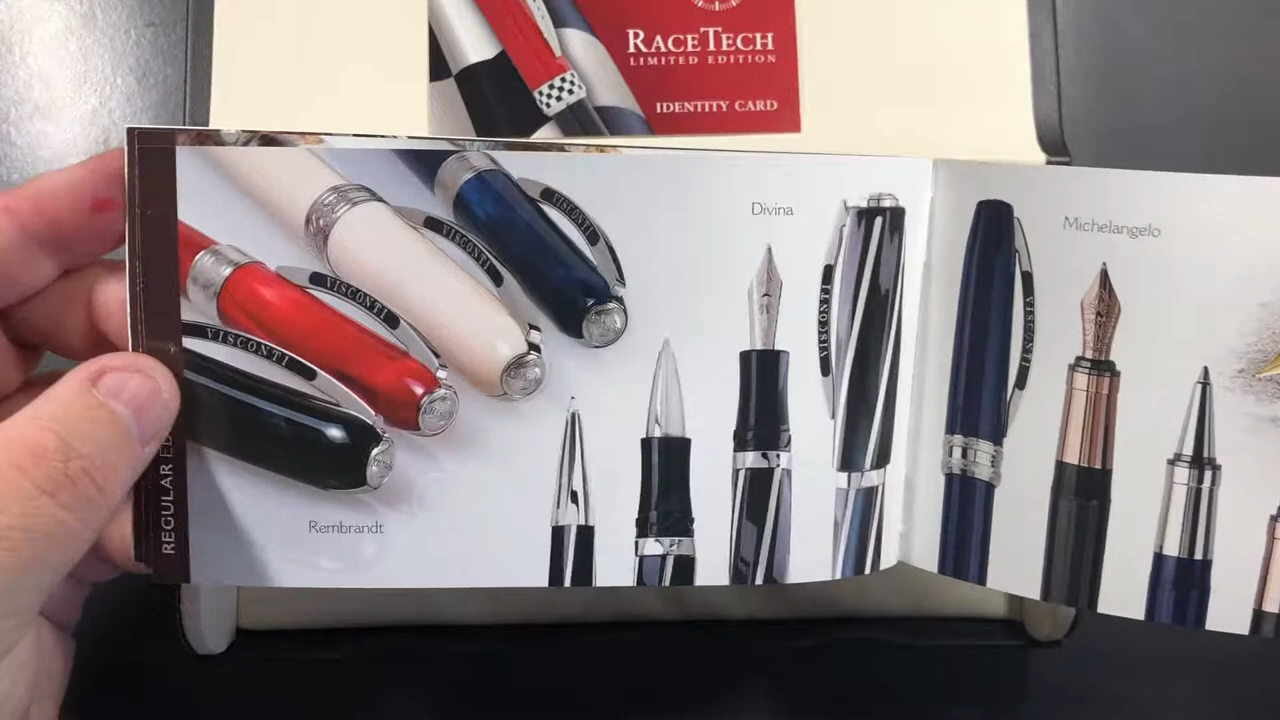 RACETECH
LIMITED EDITION
IDENTITY CARD
VISCONTI
VISCONTI
VISCONTI
VISCONTI
Rembrandt
Divina
VISCONTI
Michelangelo
VISCONTI
REGULAR